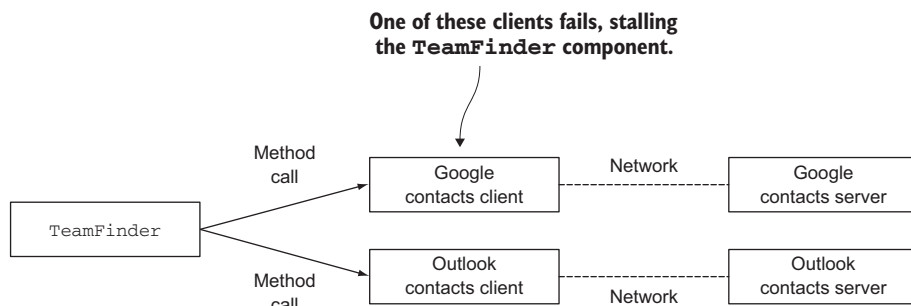 One of these clients fails, stalling
the TeamFinder component.
Method
call
Google
contacts client
Network
Google
contacts server
TeamFinder
Method
call
Outlook
contacts client
Network
Outlook
contacts server